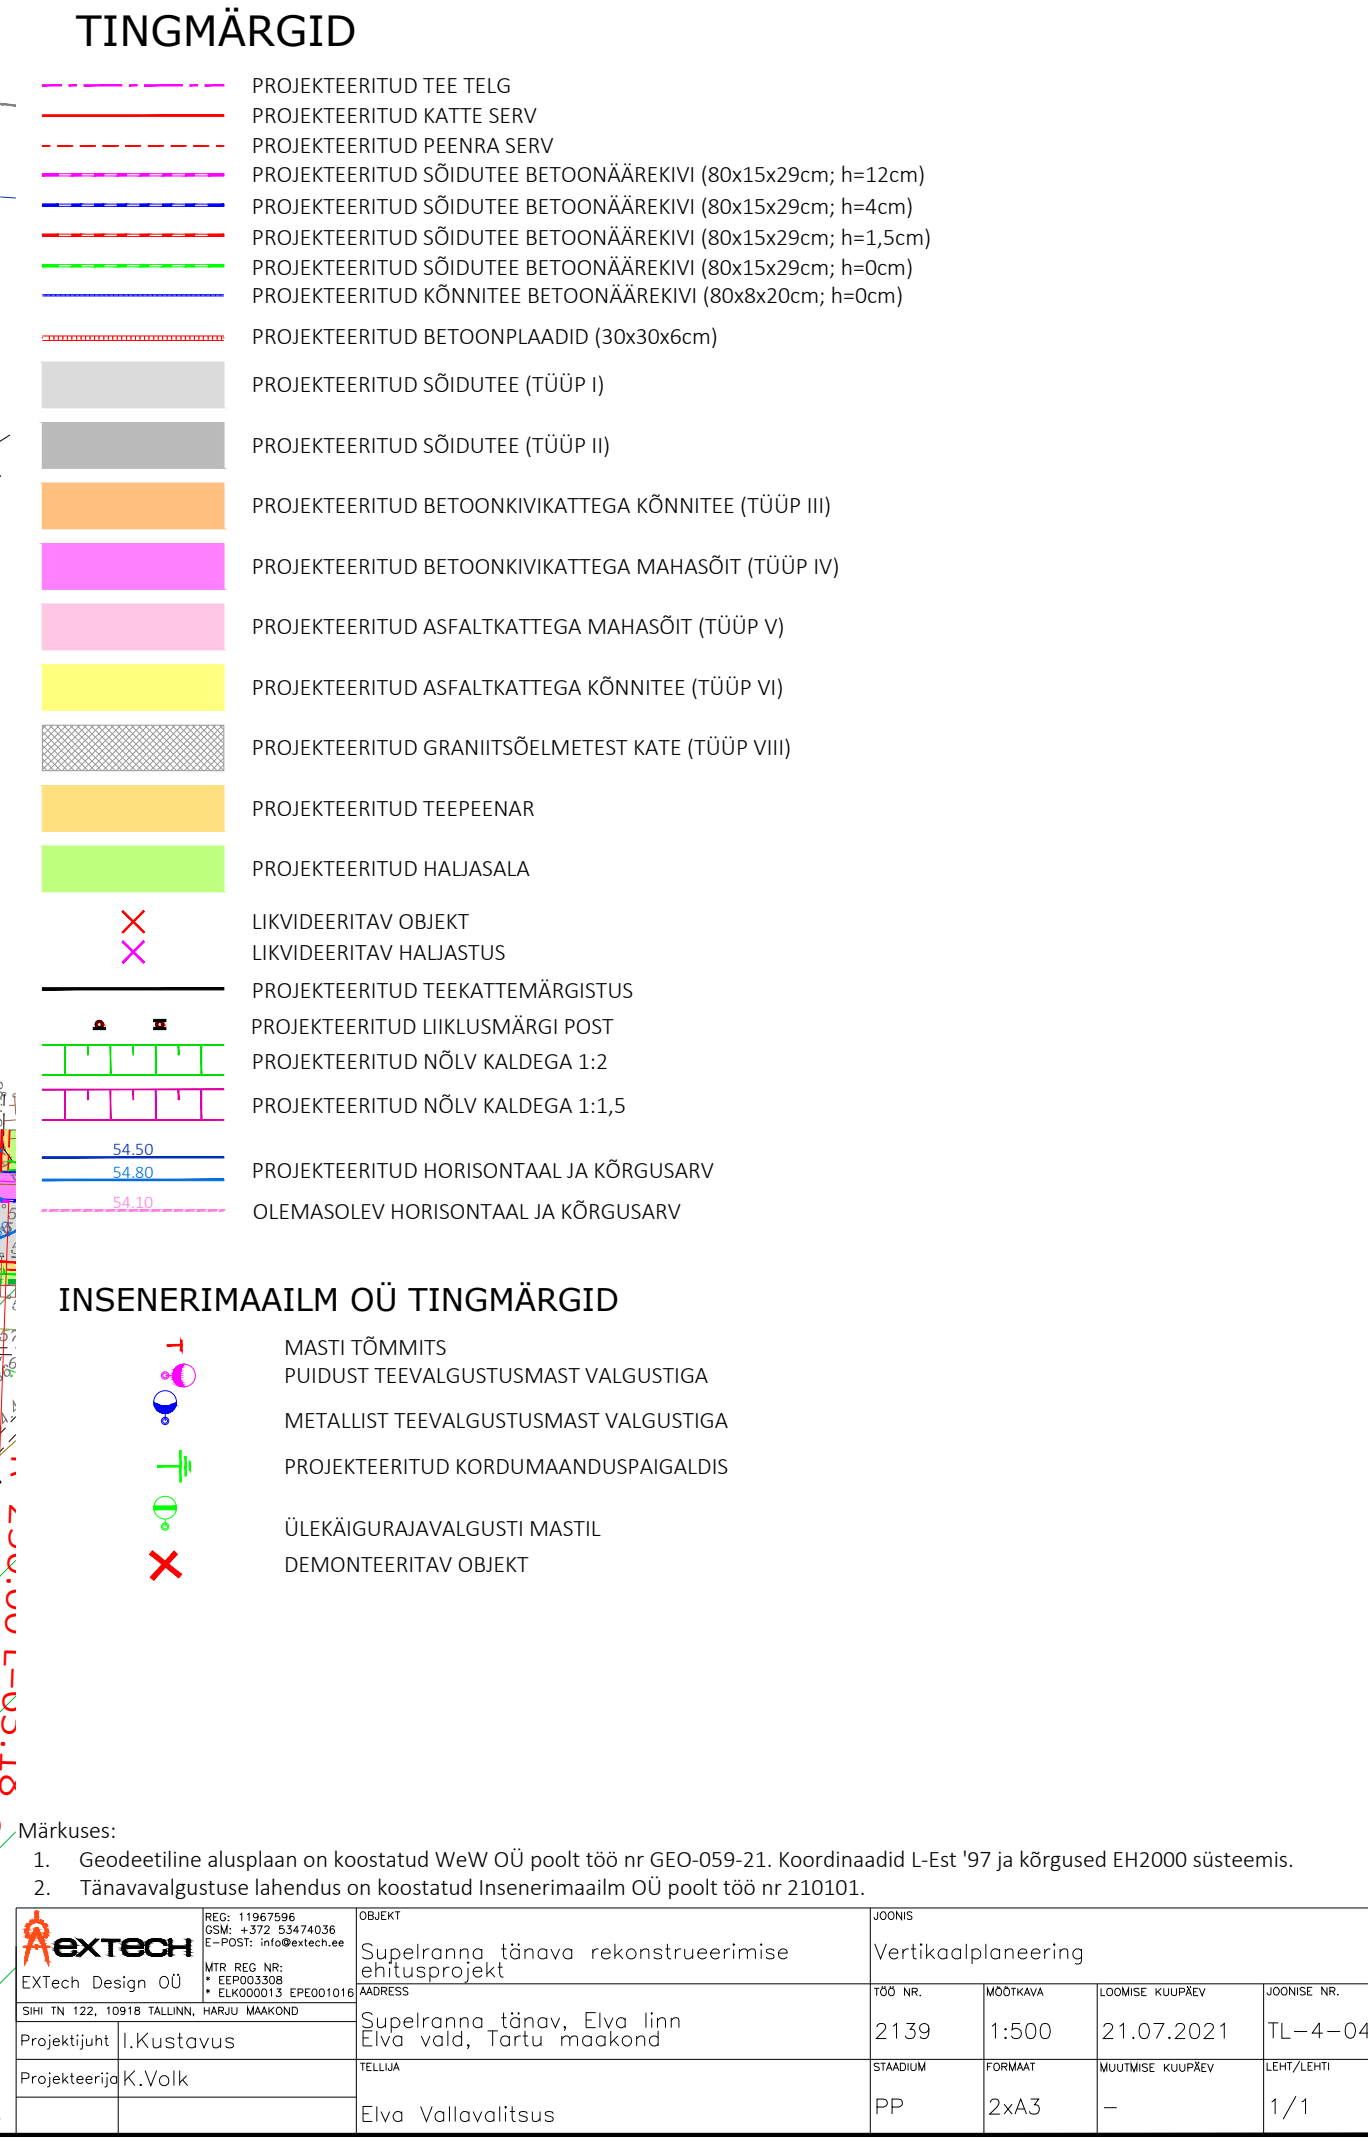 TINGMÄRGID
PROJEKTEERITUD TEE TELG
PROJEKTEERITUD KATTE SERV
PROJEKTEERITUD PEENRA SERV
PROJEKTEERITUD SÕIDUTEE BETOONÄÄREKIVI (80x15x29cm; h=12cm)
PROJEKTEERITUD SÕIDUTEE BETOONÄÄREKIVI (80x15x29cm; h=4cm)
PROJEKTEERITUD SÕIDUTEE BETOONÄÄREKIVI (80x15x29cm; h=1,5cm)
PROJEKTEERITUD SÕIDUTEE BETOONÄÄREKIVI (80x15x29cm; h=0cm)
PROJEKTEERITUD KÕNNITEE BETOONÄÄREKIVI (80x8x20cm; h=0cm)
PROJEKTEERITUD BETOONPLAADID (30x30x6cm)
PROJEKTEERITUD SÕIDUTEE (TÜÜP I)
PROJEKTEERITUD SÕIDUTEE (TÜÜP II)
PROJEKTEERITUD BETOONKIVIKATTEGA KÕNNITEE (TÜÜP III)
PROJEKTEERITUD BETOONKIVIKATTEGA MAHASÕIT (TÜÜP IV)
PROJEKTEERITUD ASFALTKATTEGA MAHASÕIT (TÜÜP V)
PROJEKTEERITUD ASFALTKATTEGA KÕNNITEE (TÜÜP VI)
PROJEKTEERITUD GRANIITSÕELMETEST KATE (TÜÜP VIII)
PROJEKTEERITUD TEEPEENAR
PROJEKTEERITUD HALJASALA
LIKVIDEERITAV OBJEKT
LIKVIDEERITAV HALJASTUS
PROJEKTEERITUD TEEKATTEMÄRGISTUS
PROJEKTEERITUD LIIKLUSMÄRGI POST
PROJEKTEERITUD NÕLV KALDEGA 1:2
PROJEKTEERITUD NÕLV KALDEGA 1:1,5
54.50
54.80
PROJEKTEERITUD HORISONTAAL JA KÕRGUSARV
54.10
OLEMASOLEV HORISONTAAL JA KÕRGUSARV
INSENERIMAAILM OÜ TINGMÄRGID
MASTI TÕMMITS
PUIDUST TEEVALGUSTUSMAST VALGUSTIGA
METALLIST TEEVALGUSTUSMAST VALGUSTIGA
PROJEKTEERITUD KORDUMAANDUSPAIGALDIS
ÜLEKÄIGURAJAVALGUSTI MASTIL
DEMONTEERITAV OBJEKT
Märkuses:
1. Geodeetiline alusplaan on koostatud WeW OÜ poolt töö nr GEO-059-21. Koordinaadid L-Est '97 ja kõrgused EH2000 süsteemis.
2. Tänavavalgustuse lahendus on koostatud Insenerimaailm OÜ poolt töö nr 210101.
extech
EXTech Design OÜ
REG: 11967596
GSM: +372 53474036
E-POST: info@extech.ee
MTR REG NR:
* EEP003308
* ELK000013 EPE001016
SIHI TN 122, 10918 TALLINN, HARJU MAAKOND
Projektijuht I.Kustavus
Projekteerija K.Volk
OBJEKT
Supelranna tänava rekonstrueerimise
ehitusprojekt
AADRESS
Supelranna tänav, Elva linn
Elva vald, Tartu maakond
TELLIJA
Elva Vallavalitsus
JOONIS
Vertikaalplaneering
TÖÖ NR. MÕÕTKAVA LOOMISE KUUPÄEV JOONISE NR.
2139 1:500 21.07.2021 TL-4-04
STAADIUM FORMAAT MUUTMISE KUUPÄEV LEHT/LEHTI
PP 2xA3 - 1/1